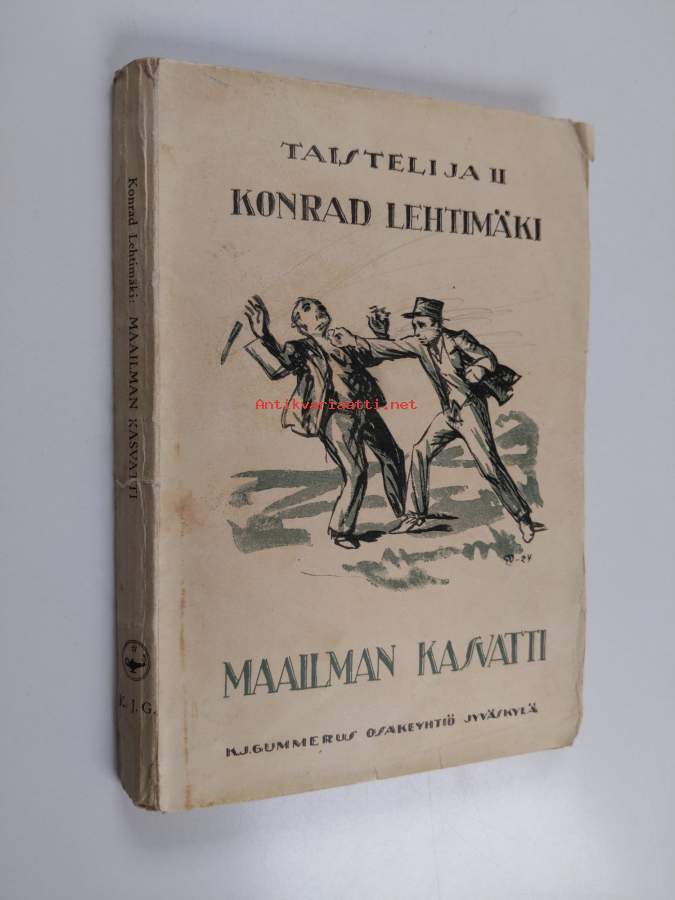 TAISTELIJA II
KONRAD LEHTIMÄKI
MAAILMAN KASVATTI
K.J. GUMMERUS OSAKEYHTIÖ JYVÄSKYLÄ
Konrad Lehtimäki: MAAILMAN KASVATTI
K. J. G.
Antikvariaatti.net